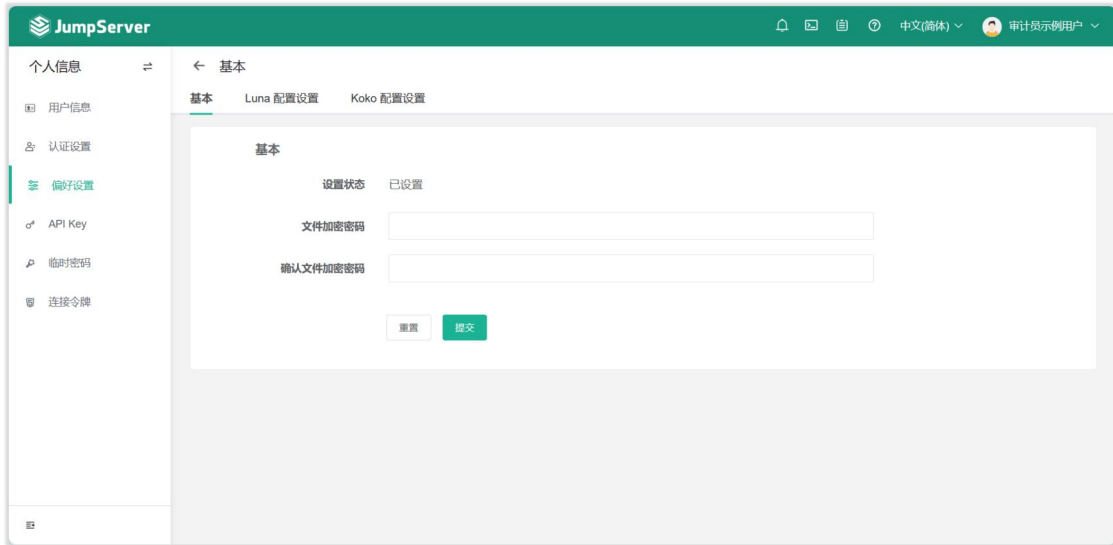 JumpServer
中文(简体)
审计员示例用户
个人信息
用户信息
认证设置
偏好设置
API Key
临时密码
连接令牌
基本
基本
Luna 配置设置
Koko 配置设置
基本
设置状态
已设置
文件加密密码
确认文件加密密码
重置
提交